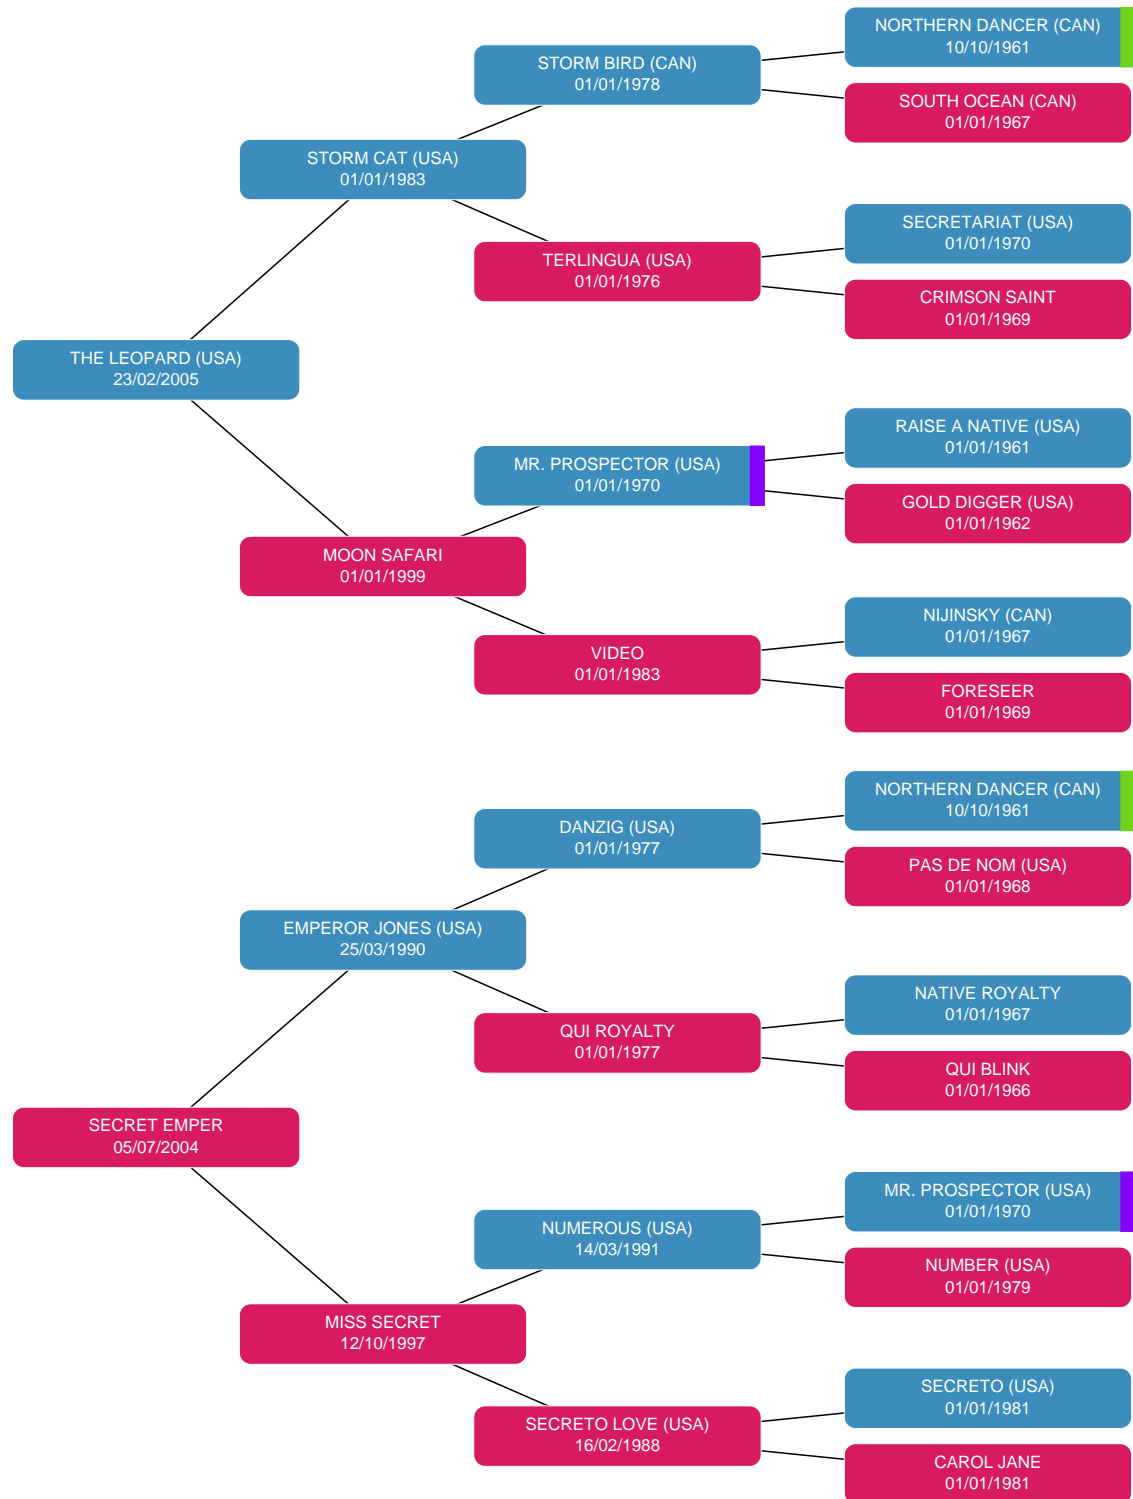 NORTHERN DANCER (CAN)
10/10/1961
STORM BIRD (CAN)
01/01/1978
SOUTH OCEAN (CAN)
01/01/1967
STORM CAT (USA)
01/01/1983
SECRETARIAT (USA)
01/01/1970
TERLINGUA (USA)
01/01/1976
CRIMSON SAINT
01/01/1969
THE LEOPARD (USA)
23/02/2005
RAISE A NATIVE (USA)
01/01/1961
MR. PROSPECTOR (USA)
01/01/1970
GOLD DIGGER (USA)
01/01/1962
MOON SAFARI
01/01/1999
NIJINSKY (CAN)
01/01/1967
VIDEO
01/01/1983
FORESEER
01/01/1969
NORTHERN DANCER (CAN)
10/10/1961
DANZIG (USA)
01/01/1977
PAS DE NOM (USA)
01/01/1968
EMPEROR JONES (USA)
25/03/1990
NATIVE ROYALTY
01/01/1967
QUI ROYALTY
01/01/1977
QUI BLINK
01/01/1966
SECRET EMPER
05/07/2004
MR. PROSPECTOR (USA)
01/01/1970
NUMEROUS (USA)
14/03/1991
NUMBER (USA)
01/01/1979
MISS SECRET
12/10/1997
SECRETO (USA)
01/01/1981
SECRETO LOVE (USA)
16/02/1988
CAROL JANE
01/01/1981